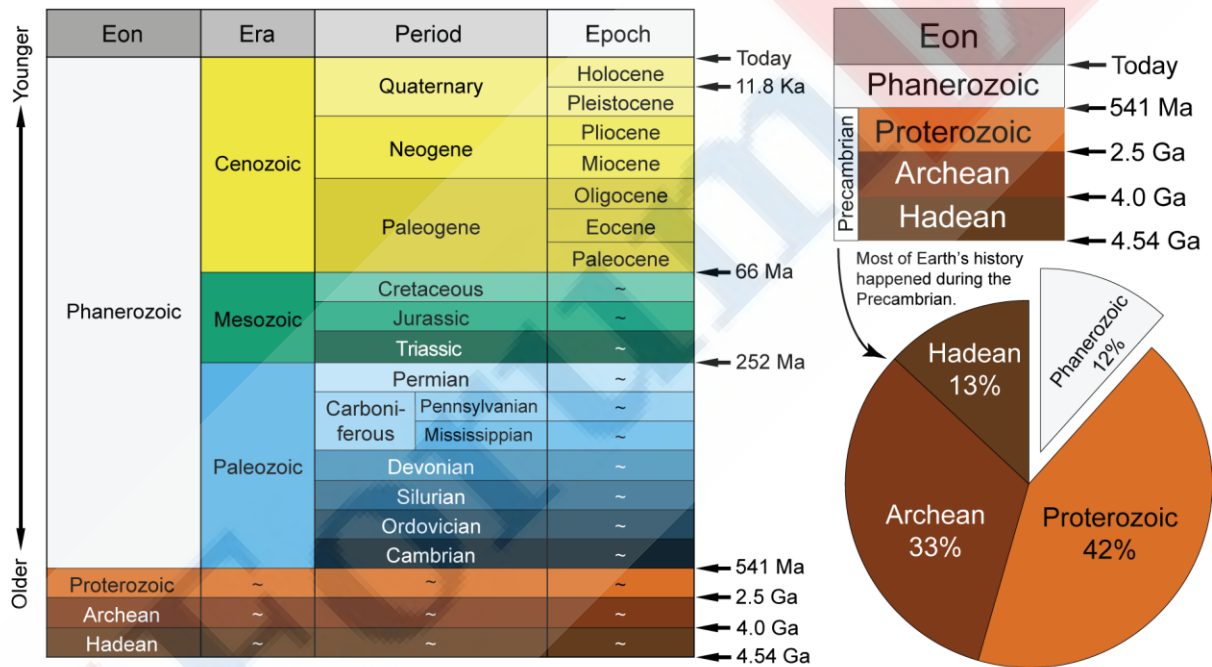 Eon Era Period Epoch
Younger
Older
Phanerozoic
Cenozoic
Quaternary
Holocene
Pleistocene
Neogene
Pliocene
Miocene
Paleogene
Oligocene
Eocene
Paleocene
Mesozoic
Cretaceous ~
Jurassic ~
Triassic ~
Paleozoic
Permian ~
Carboni-
ferous
Pennsylvanian ~
Mississippian ~
Devonian ~
Silurian ~
Ordovician ~
Cambrian ~
Proterozoic ~ ~ ~
Archean ~ ~ ~
Hadean ~ ~ ~
Today
11.8 Ka
66 Ma
252 Ma
541 Ma
2.5 Ga
4.0 Ga
4.54 Ga
Eon
Phanerozoic
Precambrian
Proterozoic
Archean
Hadean
Today
541 Ma
2.5 Ga
4.0 Ga
4.54 Ga
Most of Earth's history
happened during the
Precambrian.
Hadean
13%
Phanerozoic
12%
Archean
33%
Proterozoic
42%
Forum